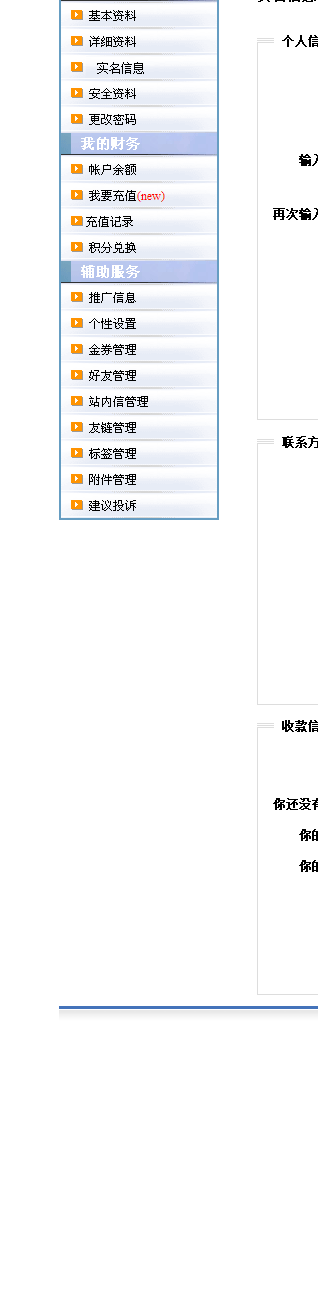 基本资料
详细资料
实名信息
安全资料
更改密码
我的财务
帐户余额
我要充值(new)
充值记录
积分兑换
辅助服务
推广信息
个性设置
金券管理
好友管理
站内信管理
友链管理
标签管理
附件管理
建议投诉
个人信
输入
再次输入
联系方
收款信
你还没有
你的
你的